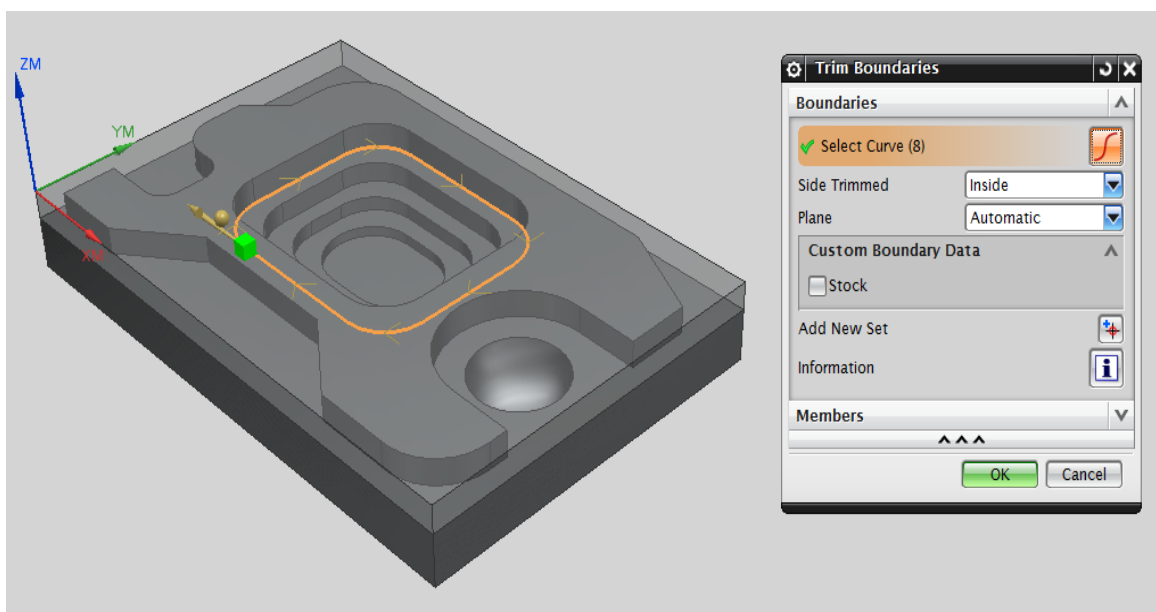 ZM
YM
XM
Trim Boundaries
Boundaries
Select Curve (8)
Side Trimmed Inside
Plane Automatic
Custom Boundary Data
Stock
Add New Set
Information
Members
OK Cancel